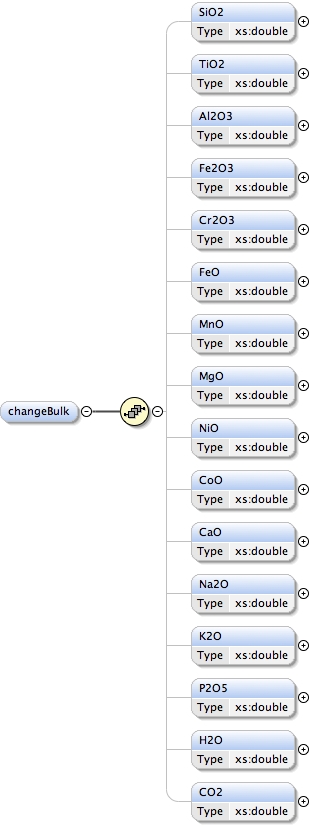 SiO2
Type xs:double
TiO2
Type xs:double
Al2O3
Type xs:double
Fe2O3
Type xs:double
Cr2O3
Type xs:double
FeO
Type xs:double
MnO
Type xs:double
MgO
Type xs:double
changeBulk
NiO
Type xs:double
CoO
Type xs:double
CaO
Type xs:double
Na2O
Type xs:double
K2O
Type xs:double
P2O5
Type xs:double
H2O
Type xs:double
CO2
Type xs:double